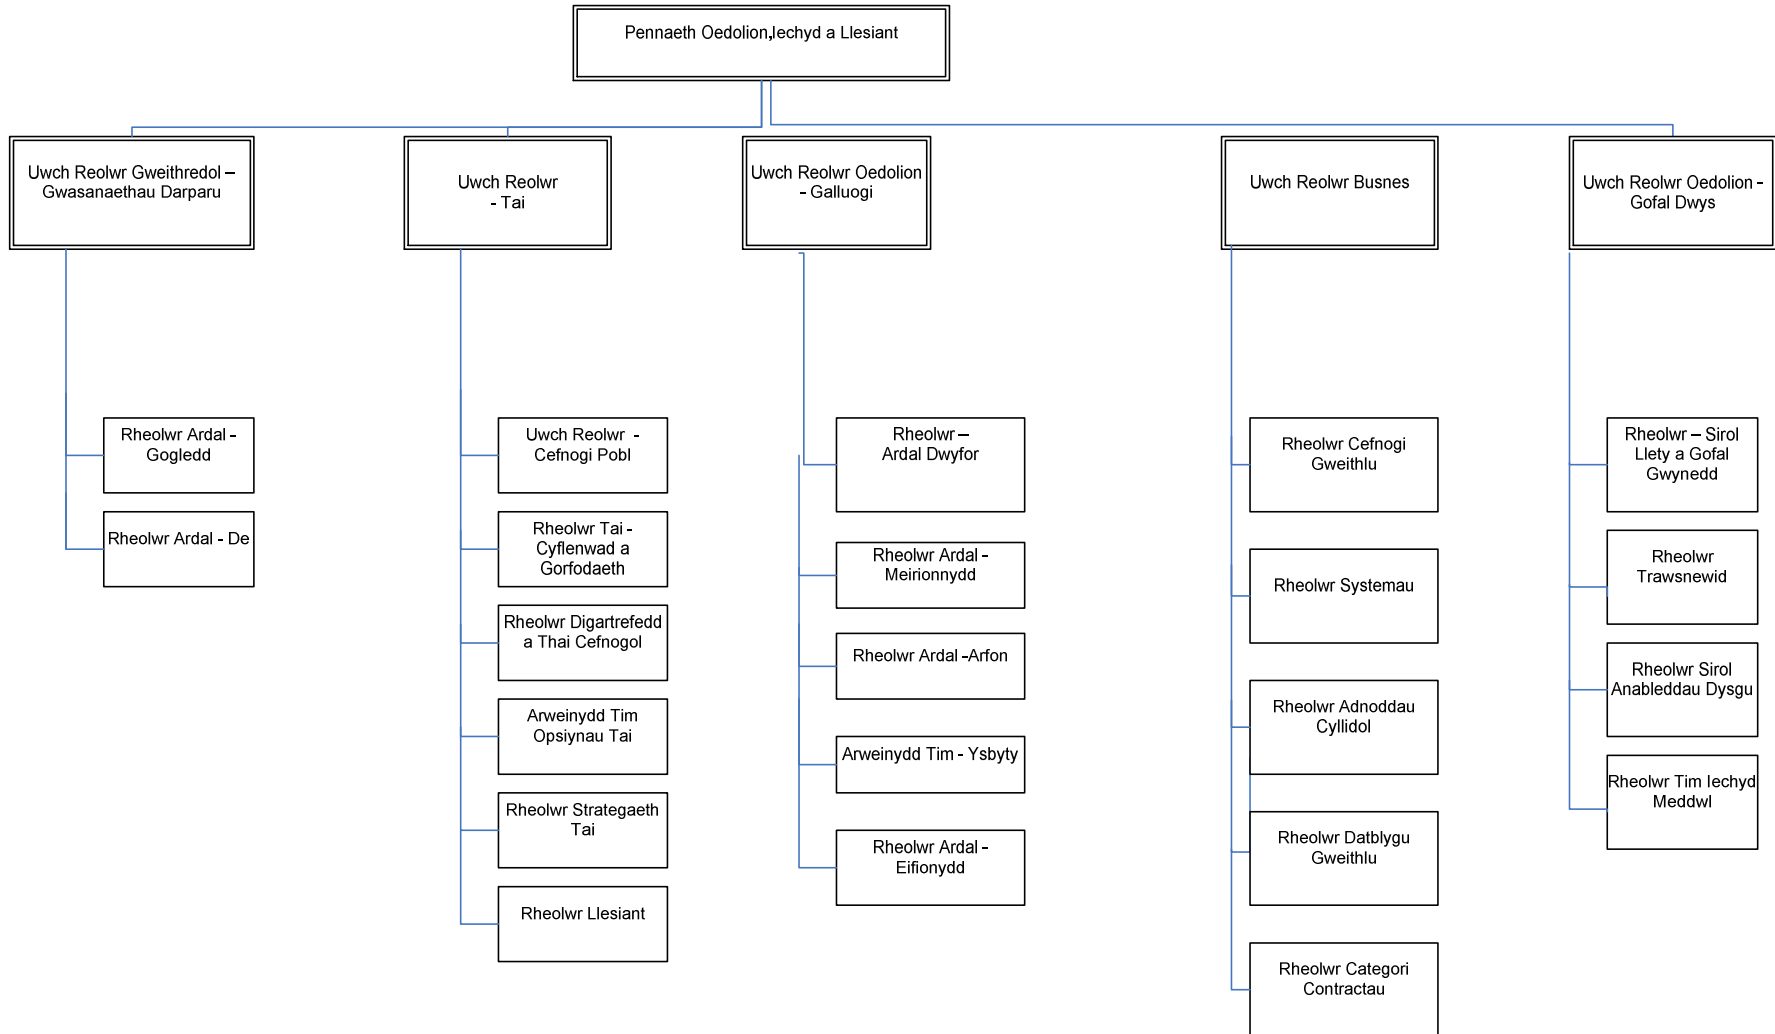 Pennaeth Oedolion,Iechyd a Llesiant
Uwch Reolwr Gweithredol –
Gwasanaethau Darparu
Uwch Reolwr
- Tai
Uwch Reolwr Oedolion
- Galluogi
Uwch Reolwr Busnes
Uwch Reolwr Oedolion -
Gofal Dwys
Rheolwr Ardal -
Gogledd
Rheolwr Ardal - De
Uwch Reolwr -
Cefnogi Pobl
Rheolwr Tai -
Cyflenwad a
Gorfodaeth
Rheolwr Digartrefedd
a Thai Cefnogol
Arweinydd Tim
Opsiynau Tai
Rheolwr Strategaeth
Tai
Rheolwr Llesiant
Rheolwr –
Ardal Dwyfor
Rheolwr Ardal -
Meirionnydd
Rheolwr Ardal -Arfon
Arweinydd Tim - Ysbyty
Rheolwr Ardal -
Eifionydd
Rheolwr Cefnogi
Gweithlu
Rheolwr Systemau
Rheolwr Adnoddau
Cyllidol
Rheolwr Datblygu
Gweithlu
Rheolwr Categori
Contractau
Rheolwr – Sirol
Llety a Gofal
Gwynedd
Rheolwr
Trawsnewid
Rheolwr Sirol
Anableddau Dysgu
Rheolwr Tim Iechyd
Meddwl